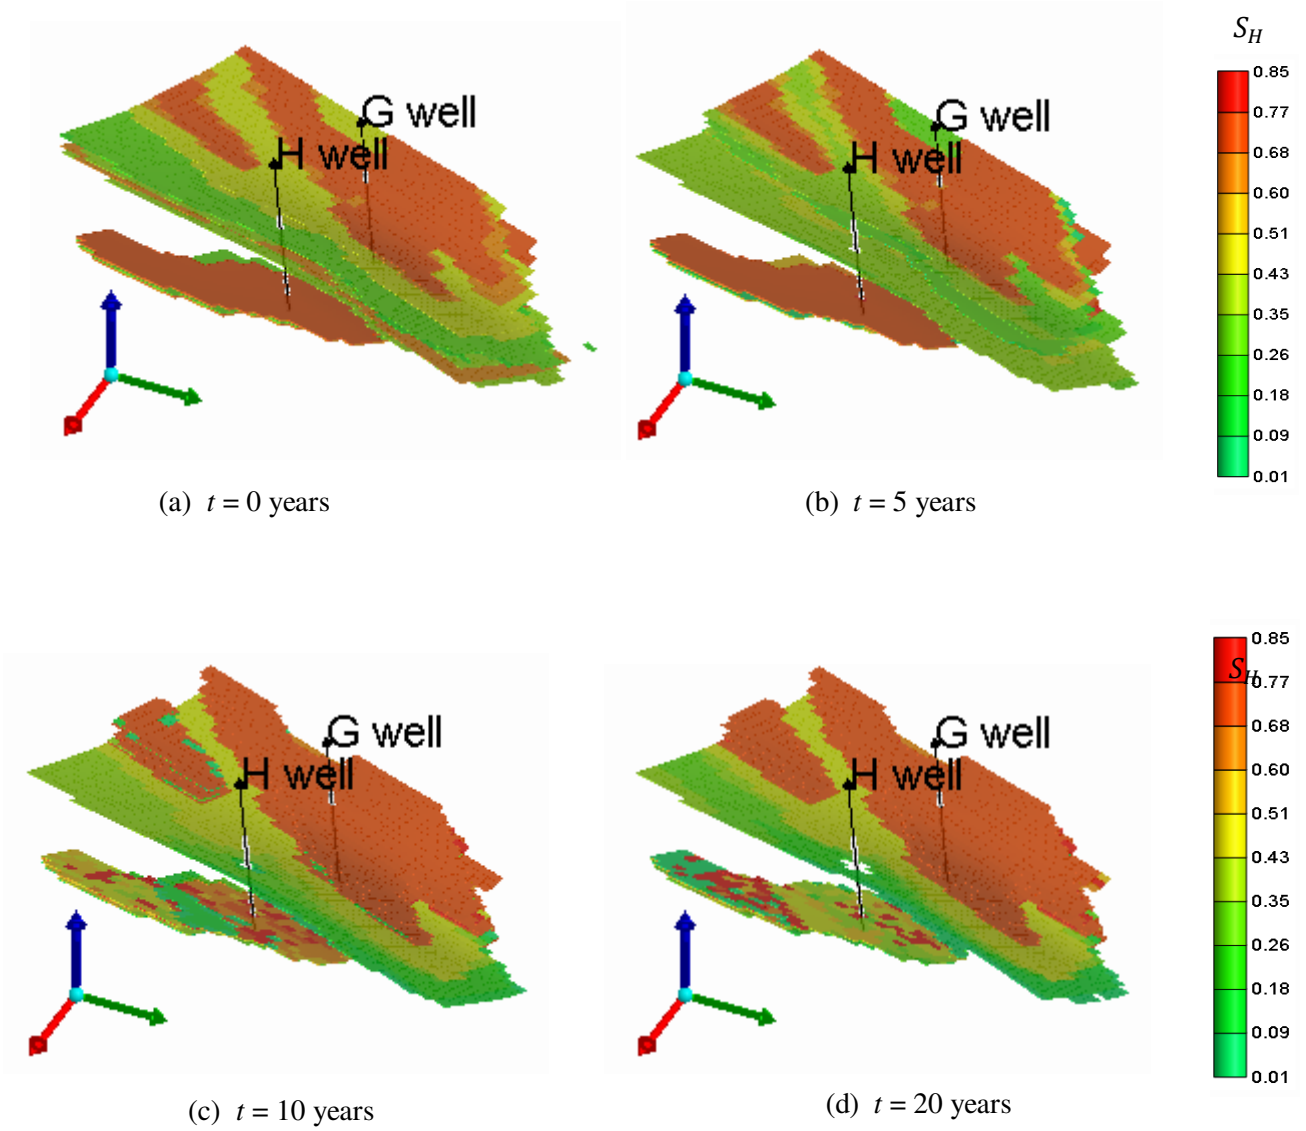 S_H
G well
H well
G well
H well
0.85
0.77
0.68
0.60
0.51
0.43
0.35
0.26
0.18
0.09
0.01
(a) t = 0 years
(b) t = 5 years
G well
H well
G well
H well
0.85
S_H
0.77
0.68
0.60
0.51
0.43
0.35
0.26
0.18
0.09
0.01
(c) t = 10 years
(d) t = 20 years